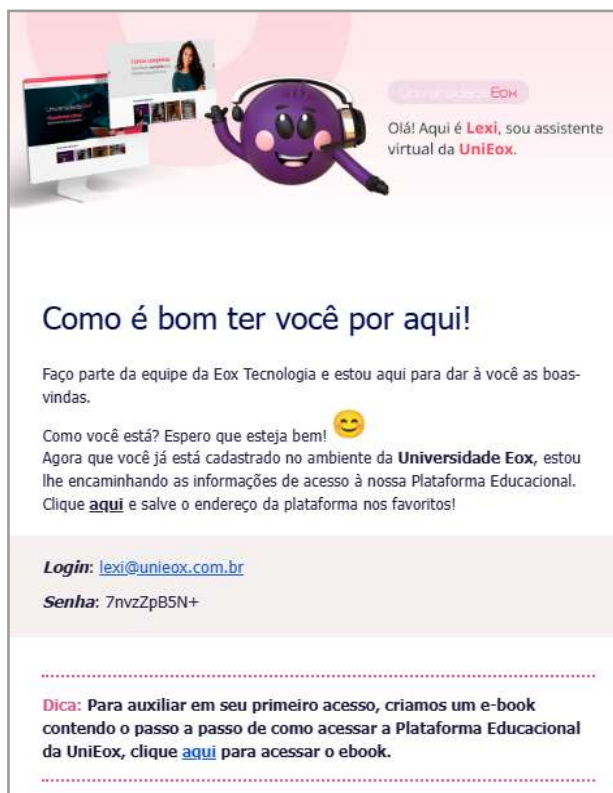 UniversidadeEox
Olá! Aqui é Lexi, sou assistente
virtual da UniEox.
Como é bom ter você por aqui!
Faço parte da equipe da Eox Tecnologia e estou aqui para dar à você as boas-
vindas.
Como você está? Espero que esteja bem! 😊
Agora que você já está cadastrado no ambiente da Universidade Eox, estou
lhe encaminhando as informações de acesso à nossa Plataforma Educacional.
Clique aqui e salve o endereço da plataforma nos favoritos!
Login: lexi@unieox.com.br
Senha: 7nvzZpB5N+
Dica: Para auxiliar em seu primeiro acesso, criamos um e-book
contendo o passo a passo de como acessar a Plataforma Educacional
da UniEox, clique aqui para acessar o ebook.